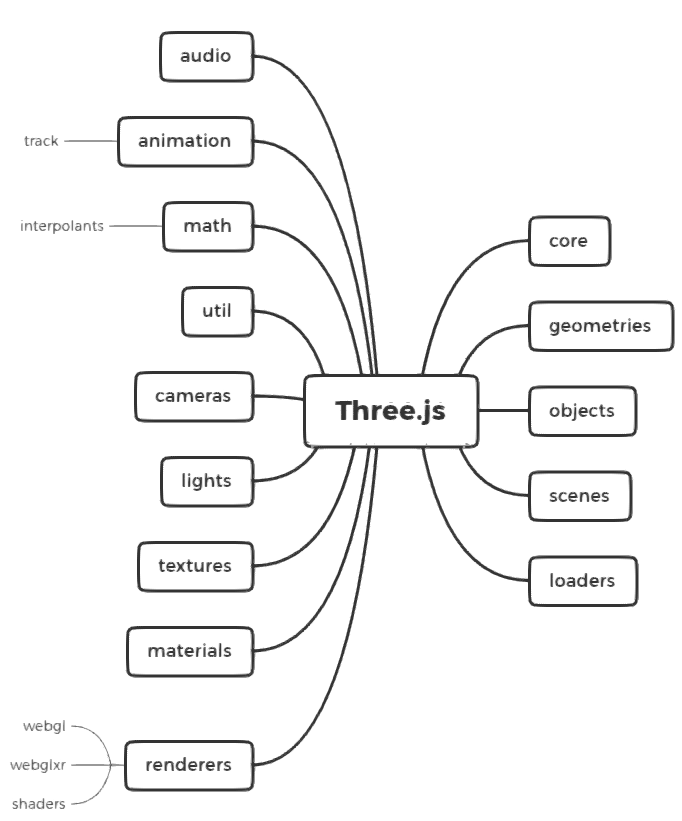 audio
track
animation
interpolants
math
util
cameras
lights
textures
materials
webgl
webglxr
shaders
renderers
Three.js
core
geometries
objects
scenes
loaders